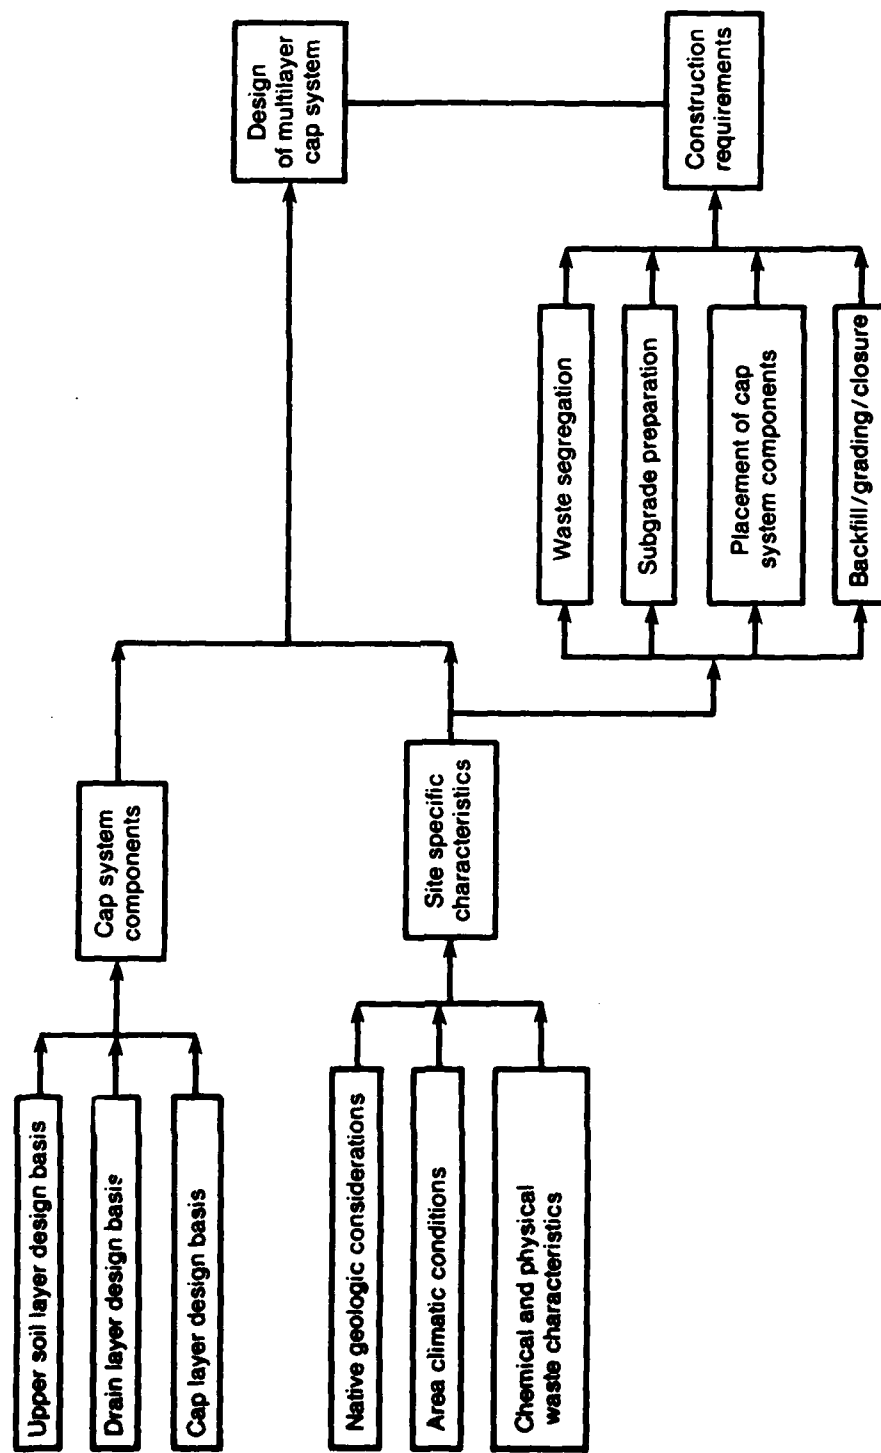 Upper soil layer design basis
Drain layer design basis
Cap layer design basis
Cap system
components
Native geologic considerations
Area climatic conditions
Chemical and physical
waste characteristics
Site specific
characteristics
Waste segregation
Subgrade preparation
Placement of cap
system components
Backfill/grading/closure
Design
of multilayer
cap system
Construction
requirements